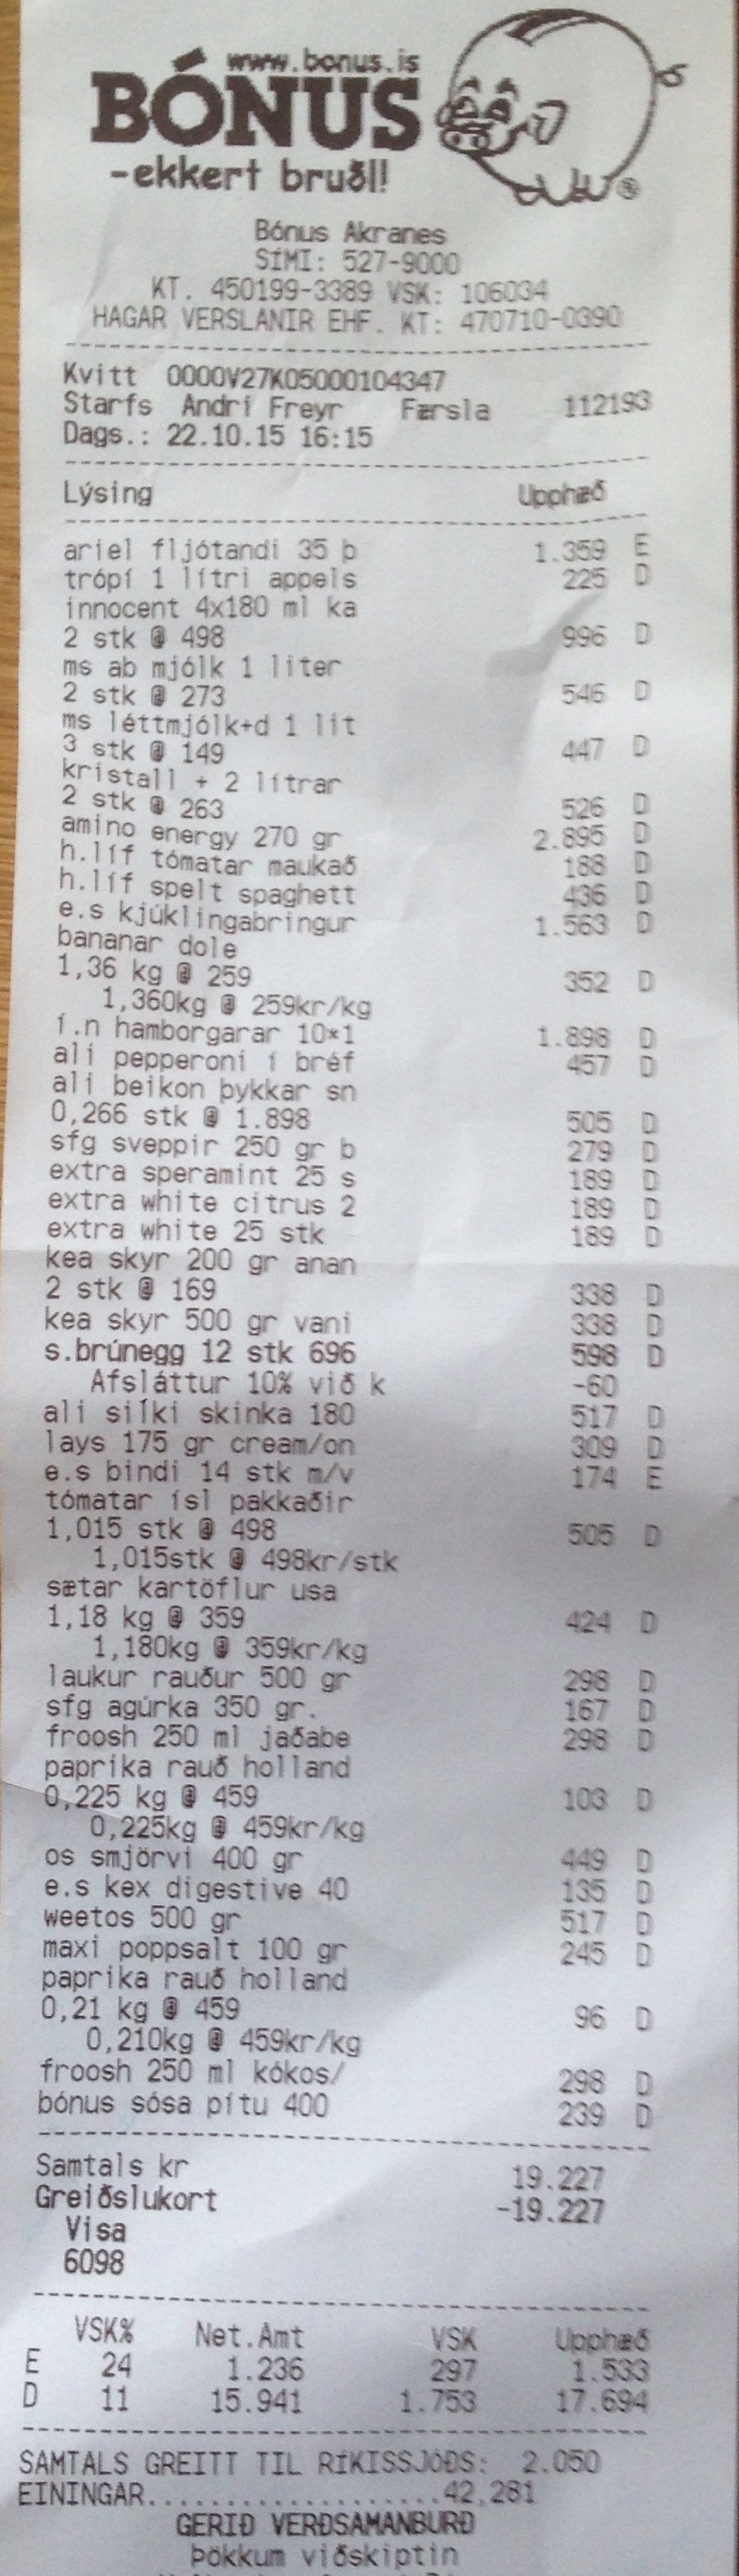 www.bonus.is
BÓNUS
-ekkert bruðl!
Bónus Akranes
SÍMI: 527-9000
KT. 450199-3389 VSK: 106034
HAGAR VERSLANIR EHF. KT: 470710-0390
Kvitt 0000V27K05000104347
Starfs Andri Freyr Færsla 112193
Dags.: 22.10.15 16:15
Lýsing Upphæð
ariel fljótandi 35 þ 1.359 E
trópí 1 lítri appels 225 D
innocent 4x180 ml ka
2 stk @ 498 996 D
ms ab mjólk 1 liter
2 stk @ 273 546 D
ms léttmjólk+d 1 lit
3 stk @ 149 447 D
kristall + 2 lítrar
2 stk @ 263 526 D
amino energy 270 gr 2.895 D
h.líf tómatar maukað 188 D
h.líf spelt spaghett 436 D
e.s kjúklingabringur 1.563 D
bananar dole
1,36 kg @ 259 352 D
1,360kg @ 259kr/kg
í.n hamborgarar 10*1 1.898 D
ali pepperoni í bréf 457 D
ali beikon þykkar sn
0,266 stk @ 1.898 505 D
sfg sveppir 250 gr b 279 D
extra speramint 25 s 189 D
extra white citrus 2 189 D
extra white 25 stk 189 D
kea skyr 200 gr anan
2 stk @ 169 338 D
kea skyr 500 gr vani 338 D
s.brúnegg 12 stk 696 598 D
Afsláttur 10% við k -60
ali silki skinka 180 517 D
lays 175 gr cream/on 309 D
e.s bindi 14 stk m/v 174 E
tómatar ísl pakkaðir
1,015 stk @ 498 505 D
1,015stk @ 498kr/stk
sætar kartöflur usa
1,18 kg @ 359 424 D
1,180kg @ 359kr/kg
laukur rauður 500 gr 298 D
sfg agúrka 350 gr. 167 D
froosh 250 ml jaðabe 298 D
paprika rauð holland
0,225 kg @ 459 103 D
0,225kg @ 459kr/kg
os smjörvi 400 gr 449 D
e.s kex digestive 40 135 D
weetos 500 gr 517 D
maxi poppsalt 100 gr 245 D
paprika rauð holland
0,21 kg @ 459 96 D
0,210kg @ 459kr/kg
froosh 250 ml kókos/ 298 D
bónus sósa pítu 400 239 D
Samtals kr 19.227
Greiðslukort -19.227
Visa
6098
VSK% Net.Amt VSK Upphæð
E 24 1.236 297 1.533
D 11 15.941 1.753 17.694
SAMTALS GREITT TIL RÍKISSJÓÐS: 2.050
EININGAR...................42,281
GERIÐ VERÐSAMANBURÐ
Þökkum viðskiptin